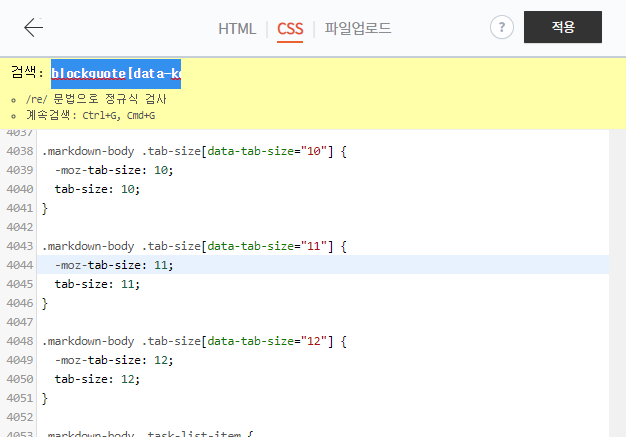 HTML | CSS | 파일업로드 ? 적용
검색: blockquote[data-ke
/re/ 문법으로 정규식 검사
계속검색: Ctrl+G, Cmd+G
4037
4038 .markdown-body .tab-size[data-tab-size="10"] {
4039 -moz-tab-size: 10;
4040 tab-size: 10;
4041 }
4042
4043 .markdown-body .tab-size[data-tab-size="11"] {
4044 -moz-tab-size: 11;
4045 tab-size: 11;
4046 }
4047
4048 .markdown-body .tab-size[data-tab-size="12"] {
4049 -moz-tab-size: 12;
4050 tab-size: 12;
4051 }
4052
4053 .markdown-body .task-list-item {